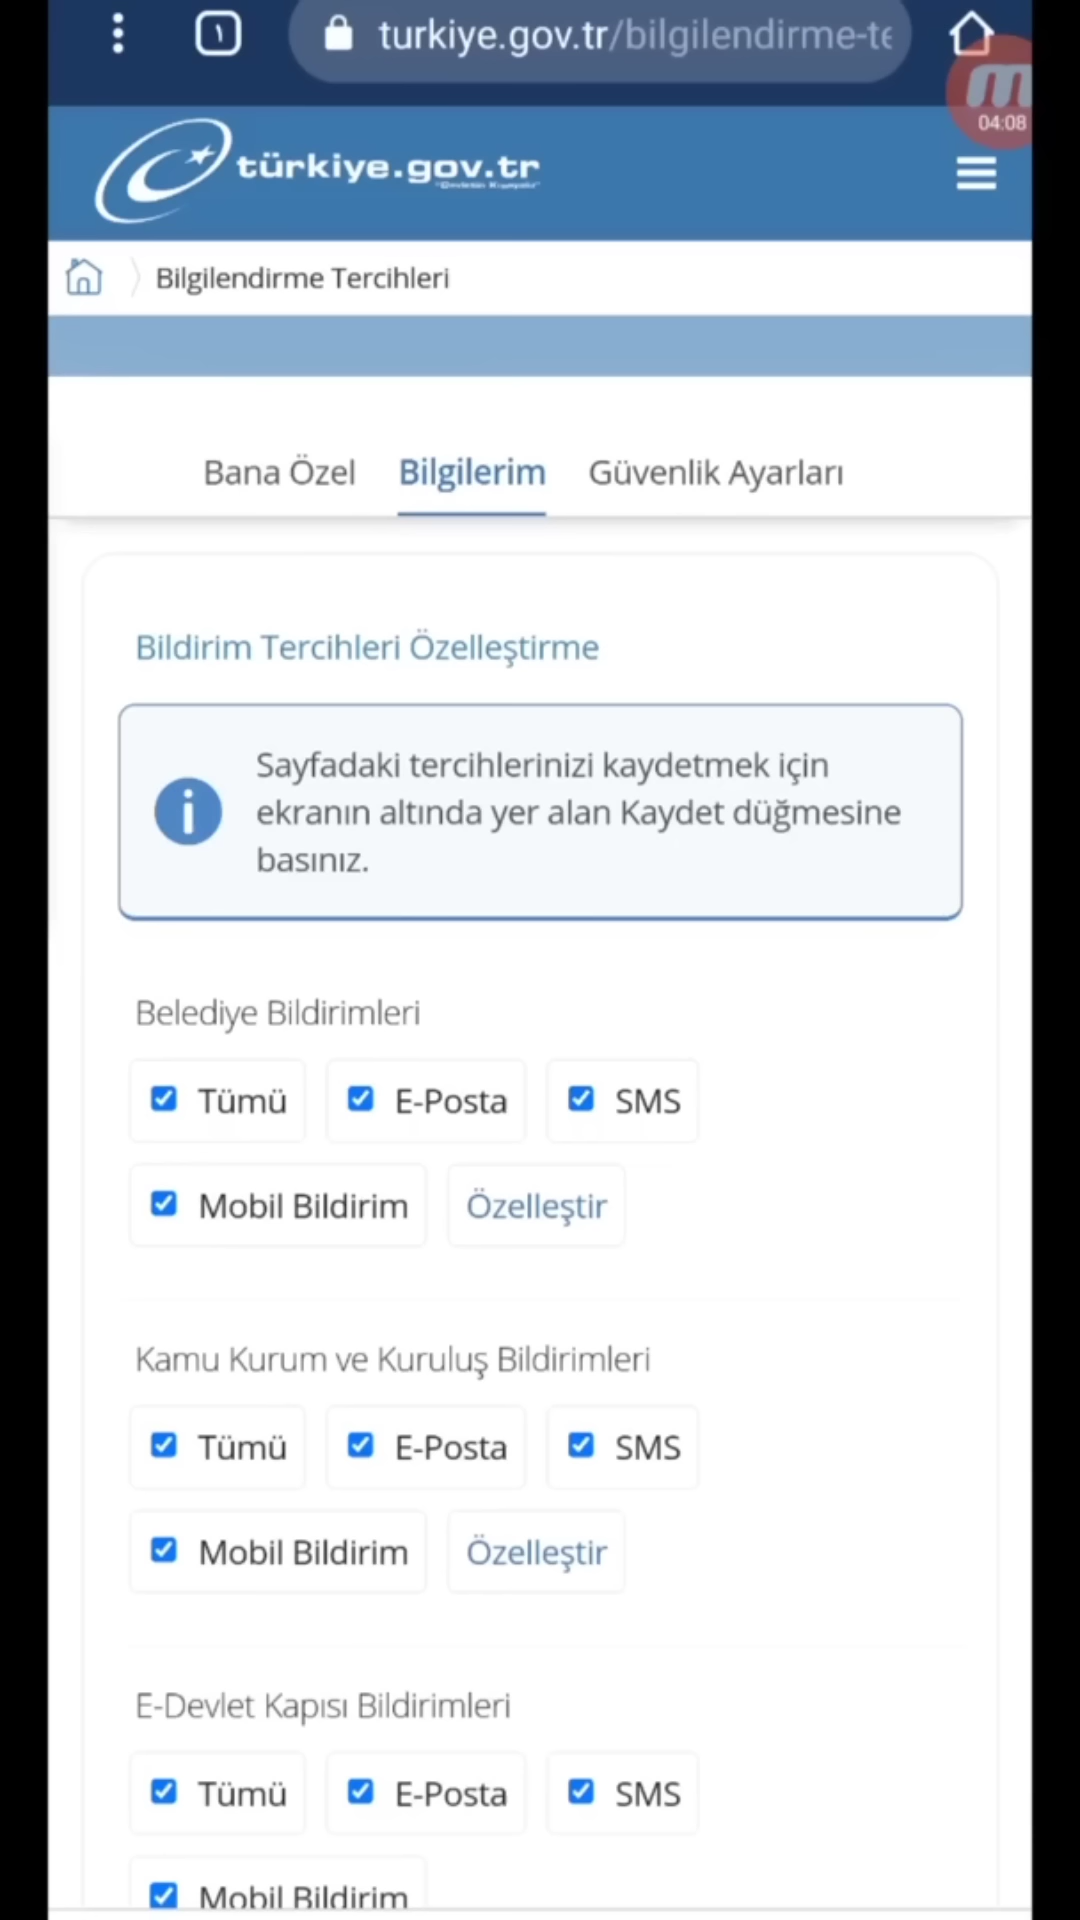 ١
turkiye.gov.tr/bilgilendirme-te
04:08
türkiye.gov.tr
Bilgilendirme Tercihleri
Bana Özel Bilgilerim Güvenlik Ayarları
Bildirim Tercihleri Özelleştirme
Sayfadaki tercihlerinizi kaydetmek için
ekranın altında yer alan Kaydet düğmesine
basınız.
Belediye Bildirimleri
Tümü E-Posta SMS
Mobil Bildirim Özelleştir
Kamu Kurum ve Kuruluş Bildirimleri
Tümü E-Posta SMS
Mobil Bildirim Özelleştir
E-Devlet Kapısı Bildirimleri
Tümü E-Posta SMS
Mobil Bildirim